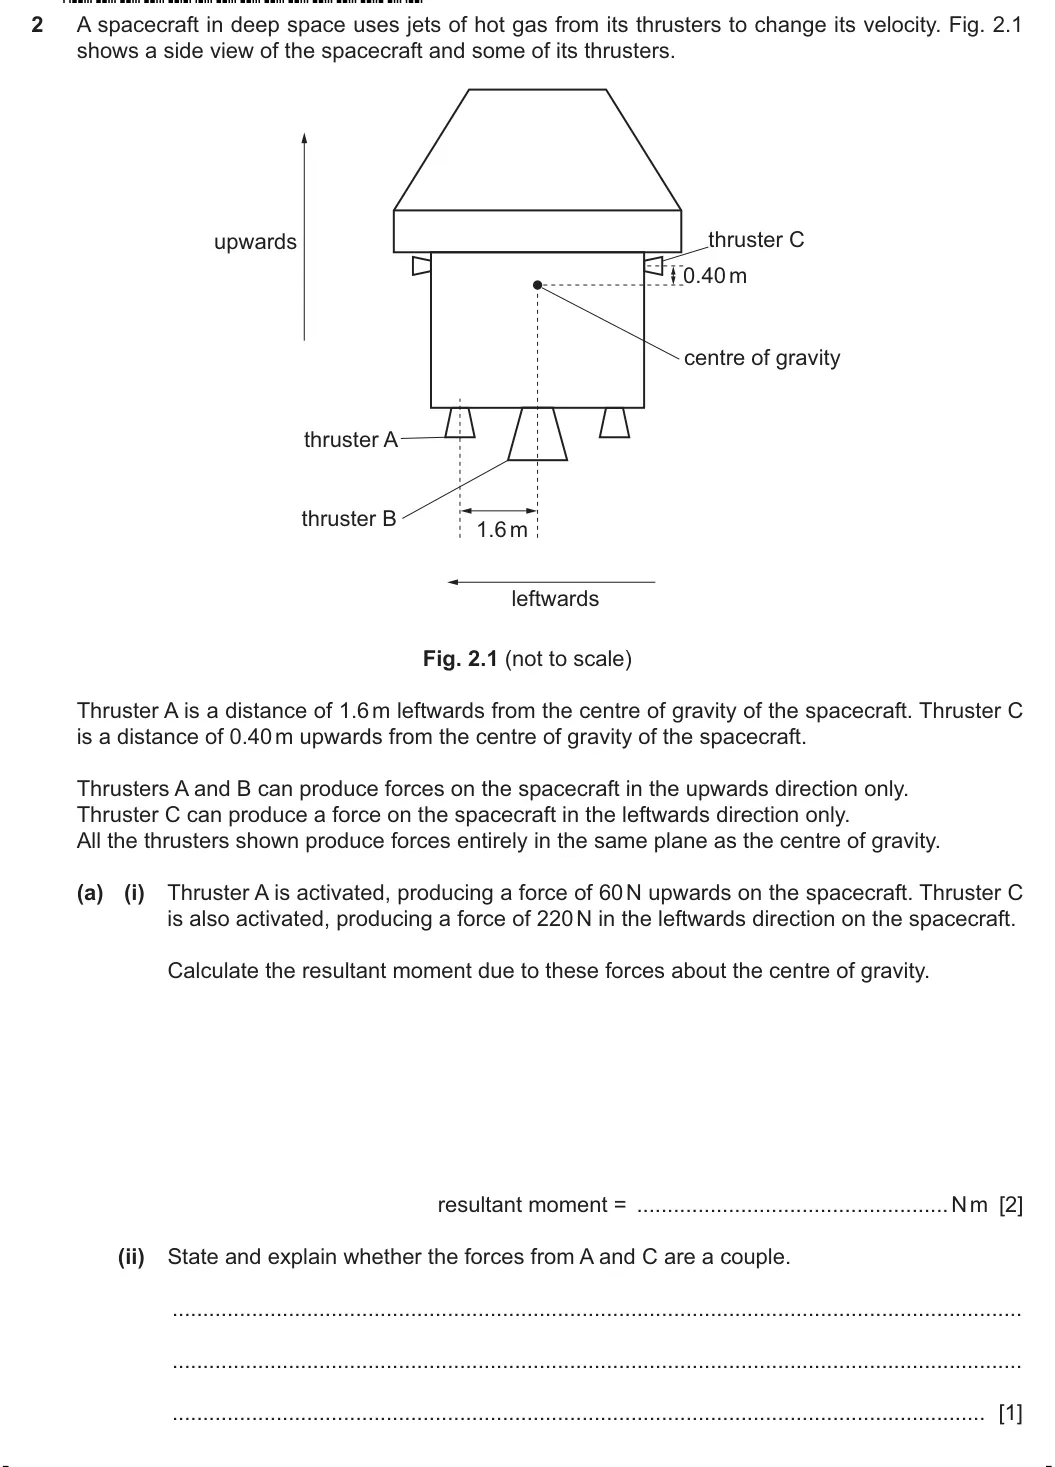 2 A spacecraft in deep space uses jets of hot gas from its thrusters to change its velocity. Fig. 2.1
shows a side view of the spacecraft and some of its thrusters.
upwards
thruster C
0.40 m
centre of gravity
thruster A
thruster B
1.6 m
leftwards
Fig. 2.1 (not to scale)
Thruster A is a distance of 1.6 m leftwards from the centre of gravity of the spacecraft. Thruster C
is a distance of 0.40 m upwards from the centre of gravity of the spacecraft.
Thrusters A and B can produce forces on the spacecraft in the upwards direction only.
Thruster C can produce a force on the spacecraft in the leftwards direction only.
All the thrusters shown produce forces entirely in the same plane as the centre of gravity.
(a) (i) Thruster A is activated, producing a force of 60 N upwards on the spacecraft. Thruster C
is also activated, producing a force of 220 N in the leftwards direction on the spacecraft.
Calculate the resultant moment due to these forces about the centre of gravity.
resultant moment = ................................................... N m [2]
(ii) State and explain whether the forces from A and C are a couple.
...........................................................................................................................................
...........................................................................................................................................
..................................................................................................................................... [1]